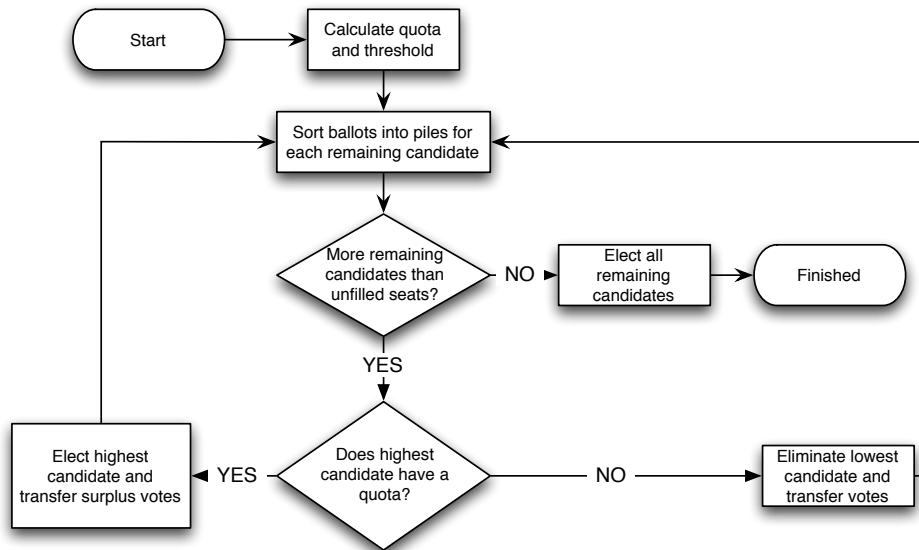 Start
Calculate quota
and threshold
Sort ballots into piles for
each remaining candidate
More remaining
candidates than
unfilled seats?
NO
Elect all
remaining
candidates
Finished
YES
Elect highest
candidate and
transfer surplus votes
YES
Does highest
candidate have a
quota?
NO
Eliminate lowest
candidate and
transfer votes